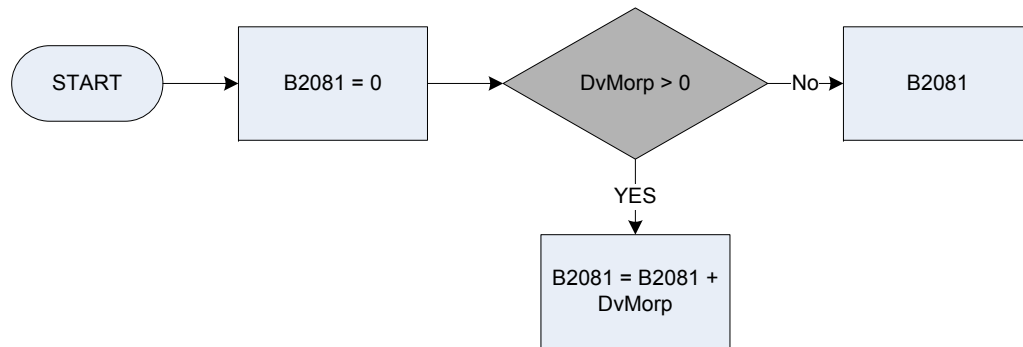 START
B2081 = 0
DvMorp > 0
No
B2081
YES
B2081 = B2081 +
DvMorp